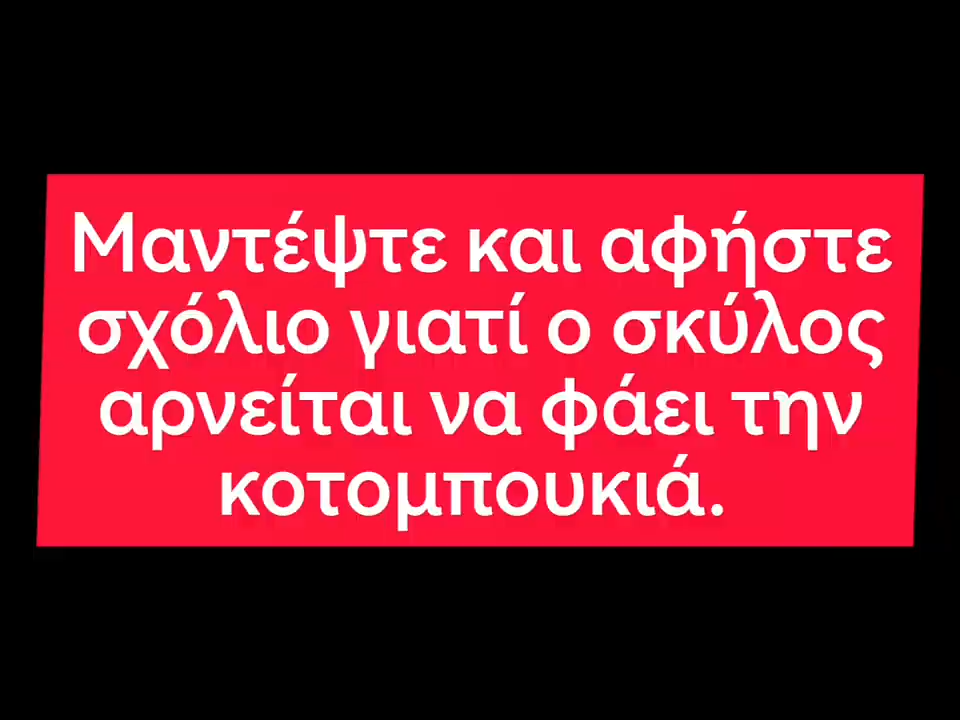 Μαντέψτε και αφήστε
σχόλιο γιατί ο σκύλος
αρνείται να φάει την
κοτομπουκιά.